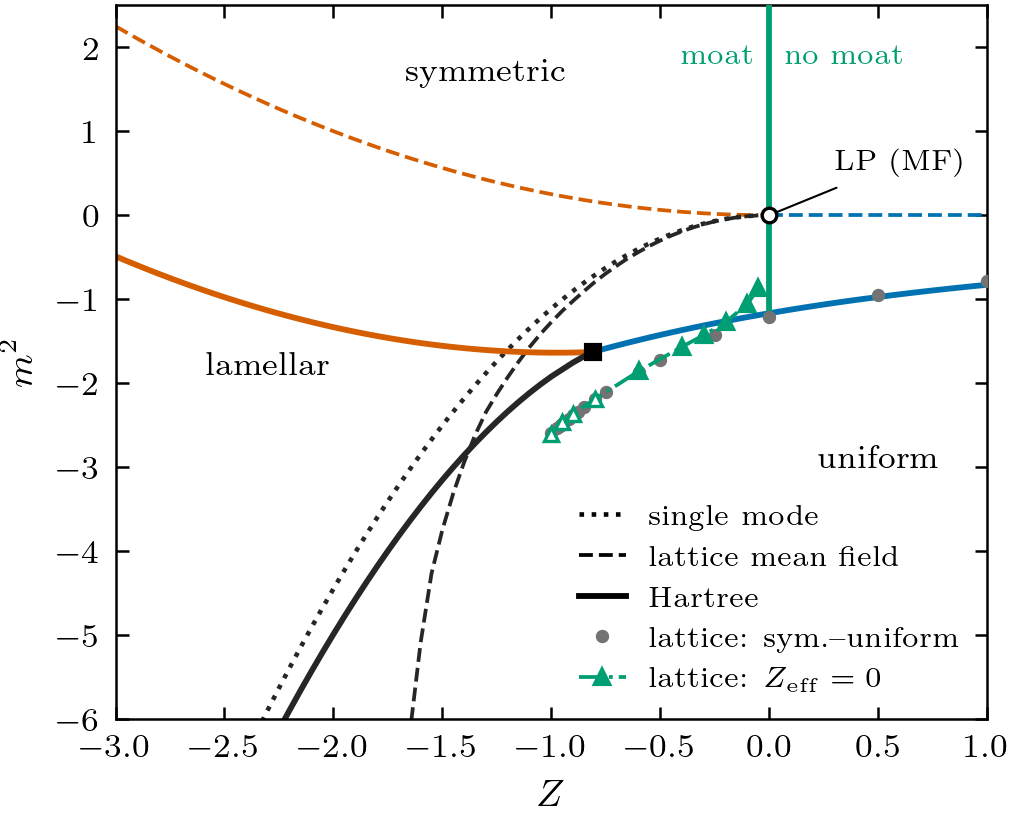 2
1
0
−1
−2
−3
−4
−5
−6
m²
symmetric
moat
no moat
LP (MF)
lamellar
uniform
single mode
lattice mean field
Hartree
lattice: sym.–uniform
lattice: Z_eff = 0
−3.0
−2.5
−2.0
−1.5
−1.0
−0.5
0.0
0.5
1.0
Z